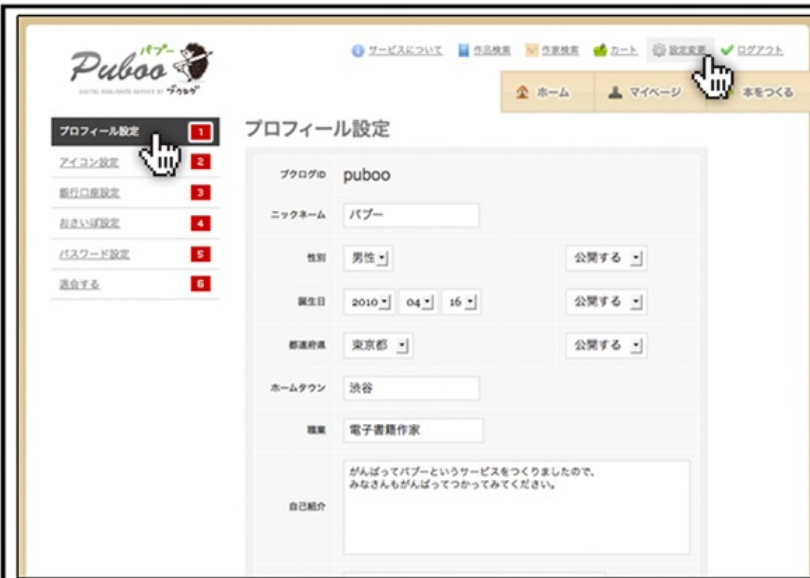 パブー
Puboo
DIGITAL PUBLISHING SERVICE BY ブクログ
サービスについて 作品検索 作家検索 カート 設定変更 ログアウト
ホーム マイページ 本をつくる
プロフィール設定 1
アイコン設定 2
銀行口座設定 3
おさいぽ設定 4
パスワード設定 5
退会する 6
プロフィール設定
ブクログID puboo
ニックネーム パブー
性別 男性 公開する
誕生日 2010 04 16 公開する
都道府県 東京都 公開する
ホームタウン 渋谷
職業 電子書籍作家
自己紹介 がんばってパブーというサービスをつくりましたので、
みなさんもがんばってつかってみてください。